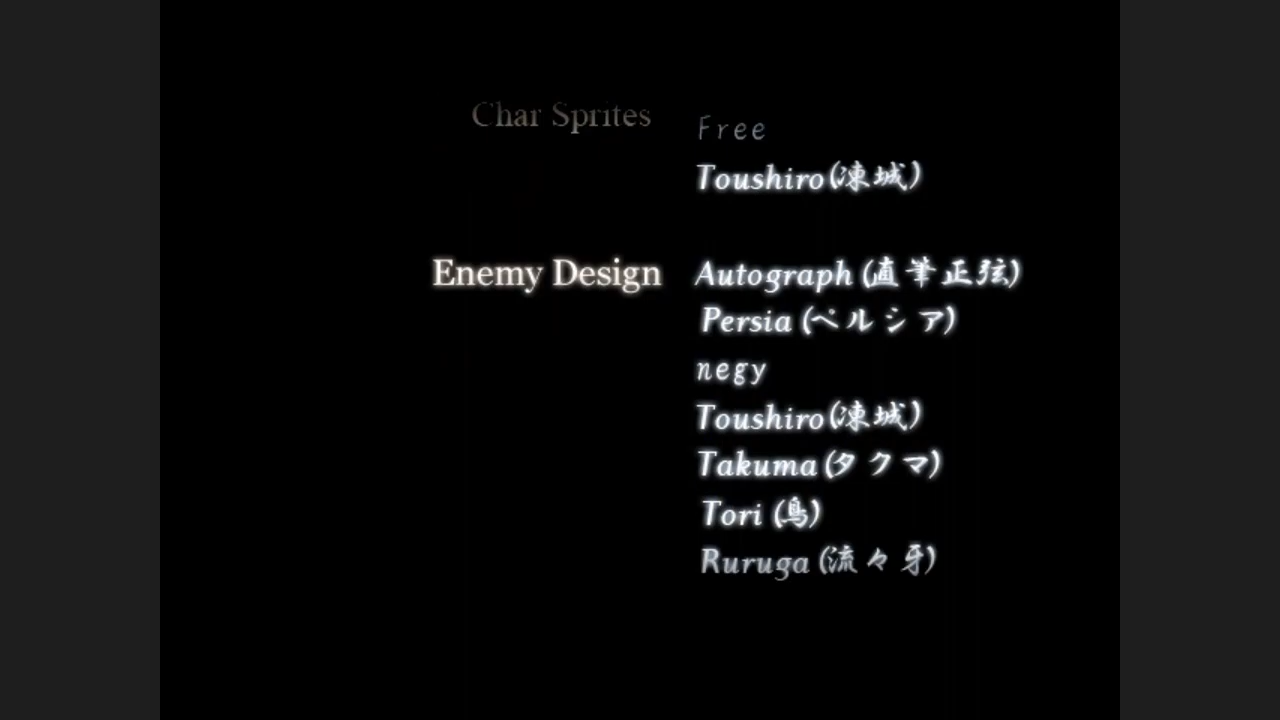 Char Sprites Free
Toushiro(凍城)
Enemy Design Autograph (直筆正弦)
Persia (ペルシア)
negy
Toushiro(凍城)
Takuma(タクマ)
Tori (鳥)
Ruruga (流々牙)